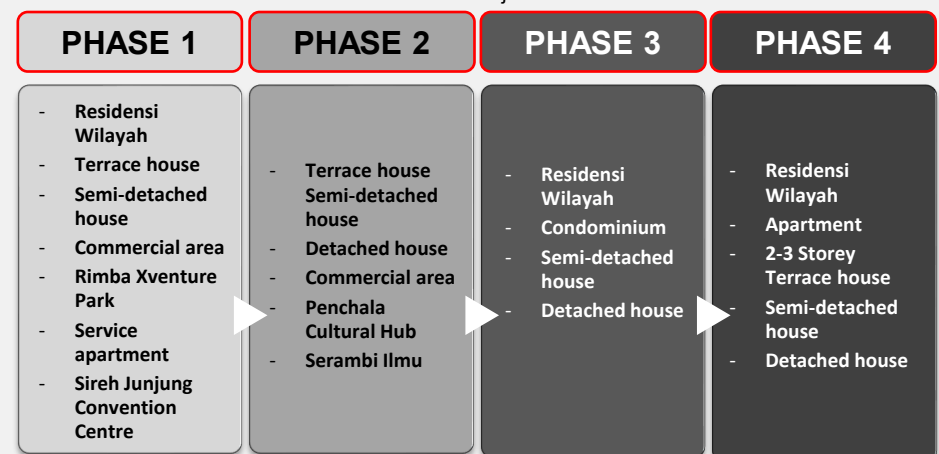 PHASE 1
PHASE 2
PHASE 3
PHASE 4
- Residensi
Wilayah
- Terrace house
- Semi-detached
house
- Commercial area
- Rimba Xventure
Park
- Service
apartment
- Sireh Junjung
Convention
Centre
- Terrace house
Semi-detached
house
- Detached house
- Commercial area
- Penchala
Cultural Hub
- Serambi Ilmu
- Residensi
Wilayah
- Condominium
- Semi-detached
house
- Detached house
- Residensi
Wilayah
- Apartment
- 2-3 Storey
Terrace house
- Semi-detached
house
- Detached house